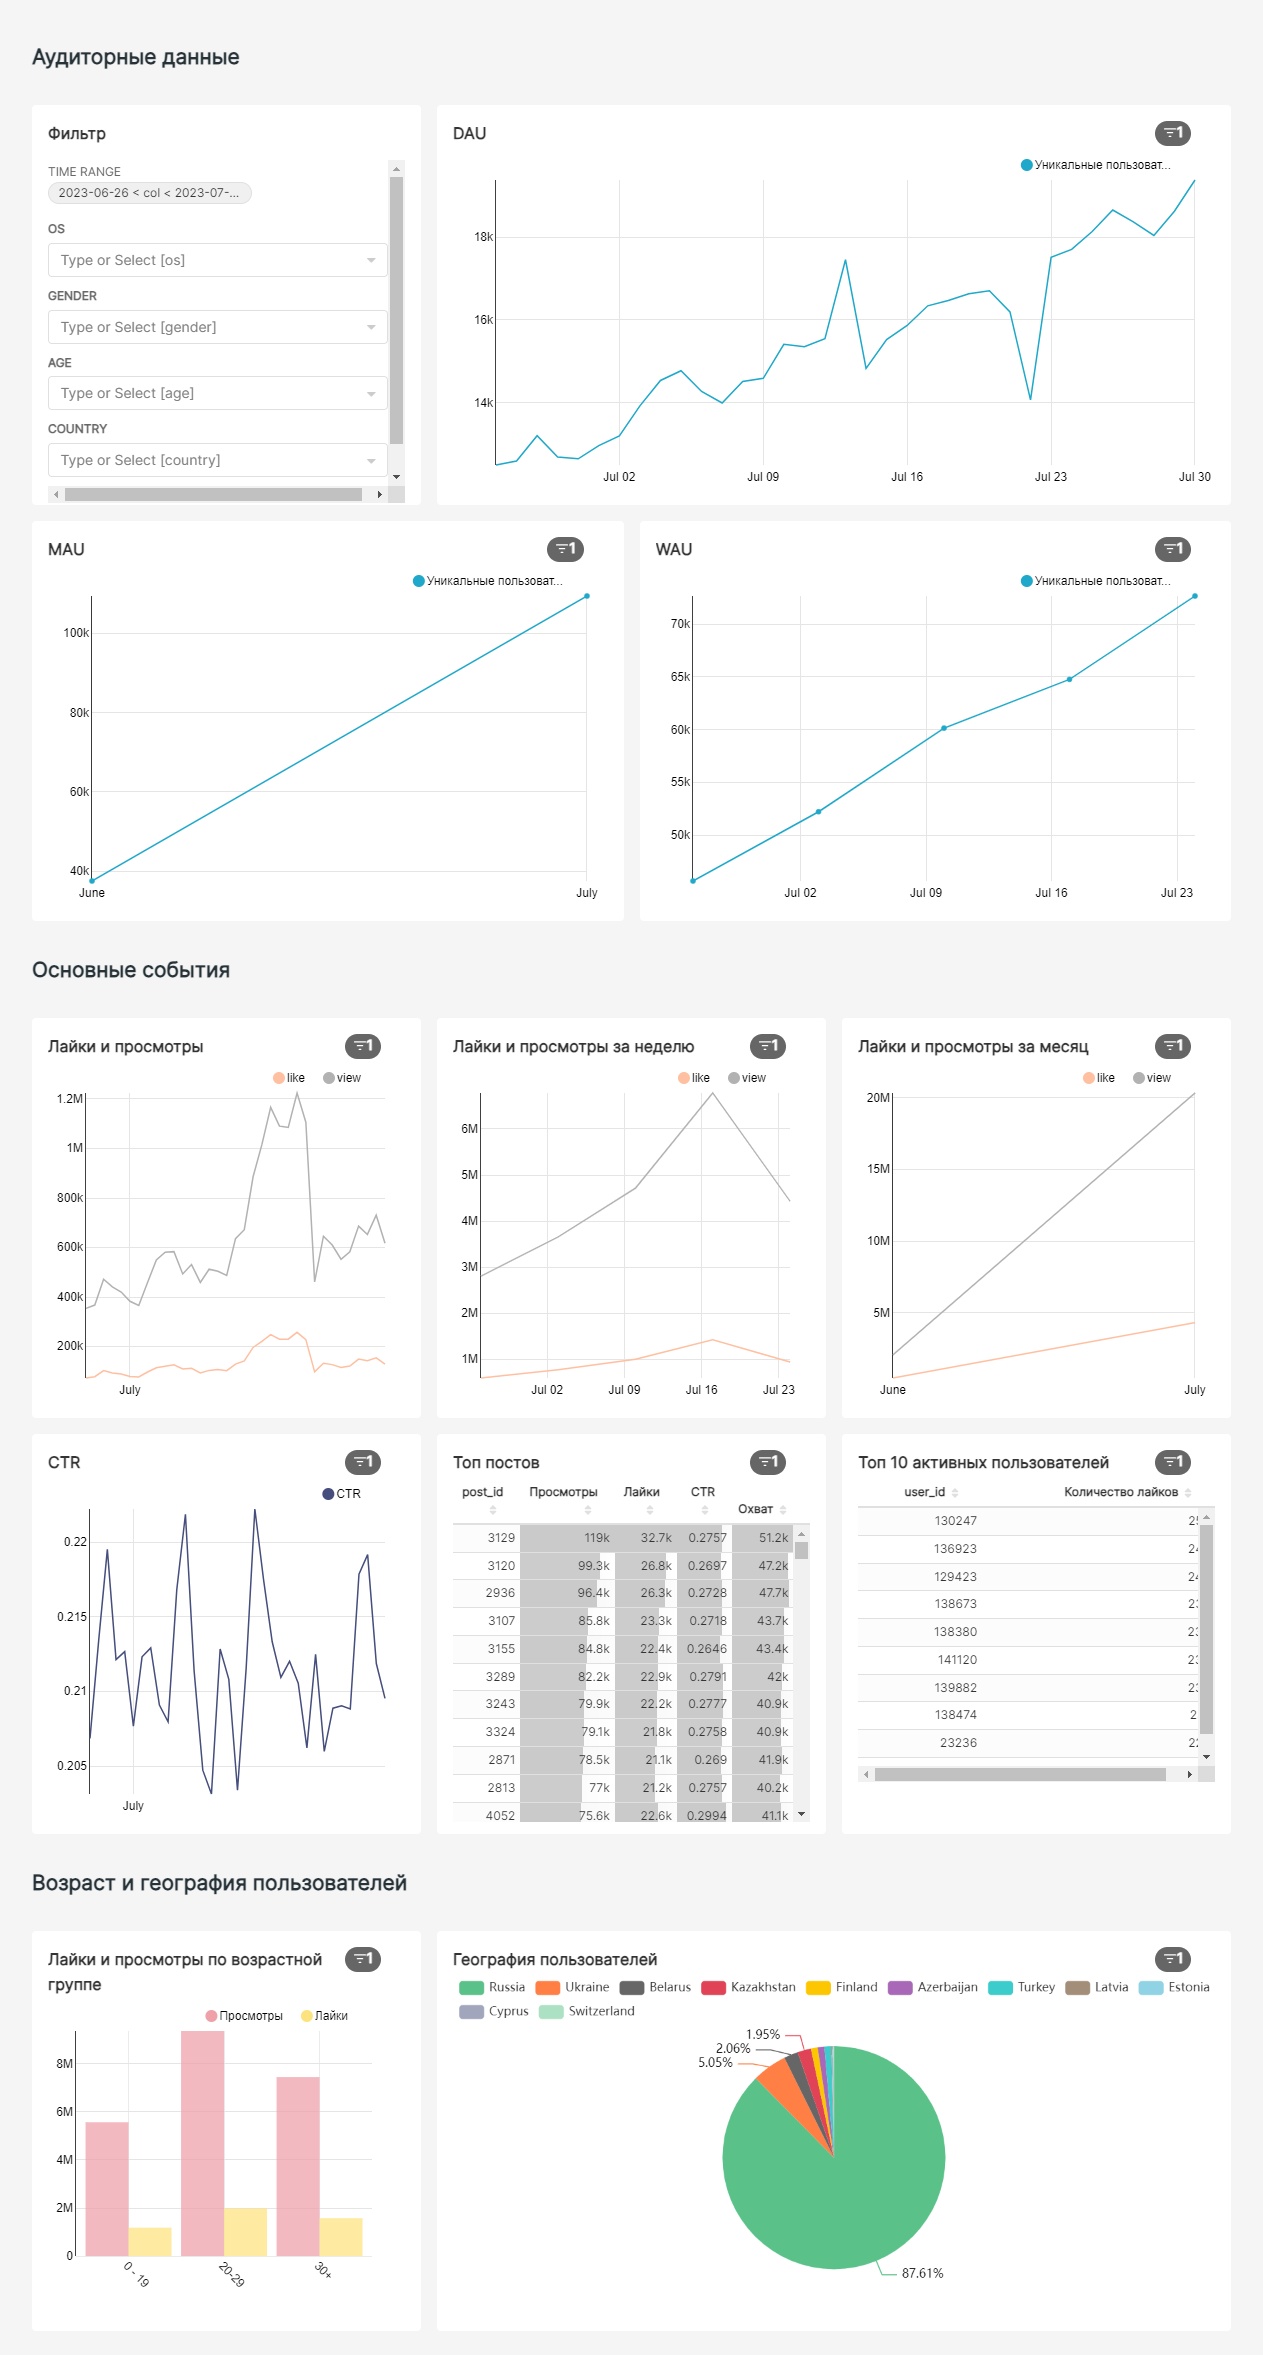 Аудиторные данные
Фильтр
TIME RANGE
2023-06-26 < col < 2023-07-...
OS
Type or Select [os]
GENDER
Type or Select [gender]
AGE
Type or Select [age]
COUNTRY
Type or Select [country]
DAU
1
Уникальные пользоват...
18k
16k
14k
Jul 02 Jul 09 Jul 16 Jul 23 Jul 30
MAU
1
Уникальные пользоват...
100k
80k
60k
40k
June July
WAU
1
Уникальные пользоват...
70k
65k
60k
55k
50k
Jul 02 Jul 09 Jul 16 Jul 23
Основные события
Лайки и просмотры
1
like view
1.2M
1M
800k
600k
400k
200k
July
Лайки и просмотры за неделю
1
like view
6M
5M
4M
3M
2M
1M
Jul 02 Jul 09 Jul 16 Jul 23
Лайки и просмотры за месяц
1
like view
20M
15M
10M
5M
June July
CTR
1
CTR
0.22
0.215
0.21
0.205
July
Топ постов
1
post_id Просмотры Лайки CTR Охват
3129 119k 32.7k 0.2757 51.2k
3120 99.3k 26.8k 0.2697 47.2k
2936 96.4k 26.3k 0.2728 47.7k
3107 85.8k 23.3k 0.2718 43.7k
3155 84.8k 22.4k 0.2646 43.4k
3289 82.2k 22.9k 0.2791 42k
3243 79.9k 22.2k 0.2777 40.9k
3324 79.1k 21.8k 0.2758 40.9k
2871 78.5k 21.1k 0.269 41.9k
2813 77k 21.2k 0.2757 40.2k
4052 75.6k 22.6k 0.2994 41.1k
Топ 10 активных пользователей
1
user_id Количество лайков
130247
136923
129423
138673
138380
141120
139882
138474
23236
Возраст и география пользователей
Лайки и просмотры по возрастной
группе
1
Просмотры Лайки
8M
6M
4M
2M
0
0 - 19 20-29 30+
География пользователей
1
Russia Ukraine Belarus Kazakhstan Finland Azerbaijan Turkey Latvia Estonia
Cyprus Switzerland
1.95%
2.06%
5.05%
87.61%